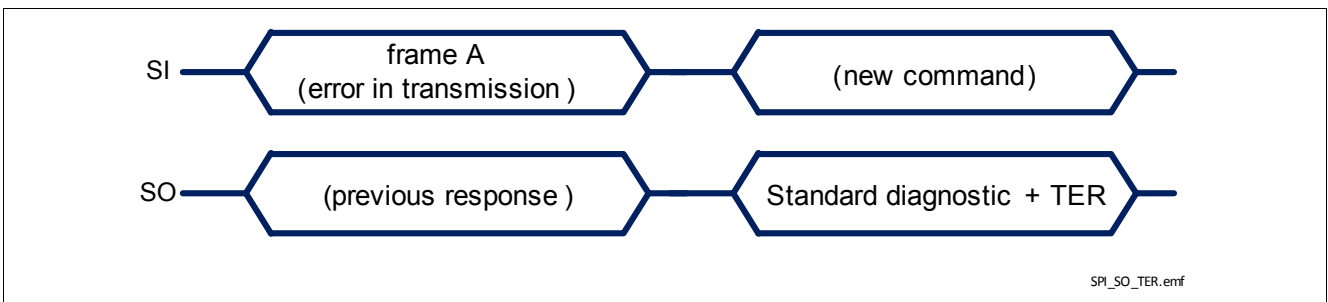 SI
frame A
(error in transmission )
(new command)
SO
(previous response )
Standard diagnostic + TER
SPI_SO_TER.emf